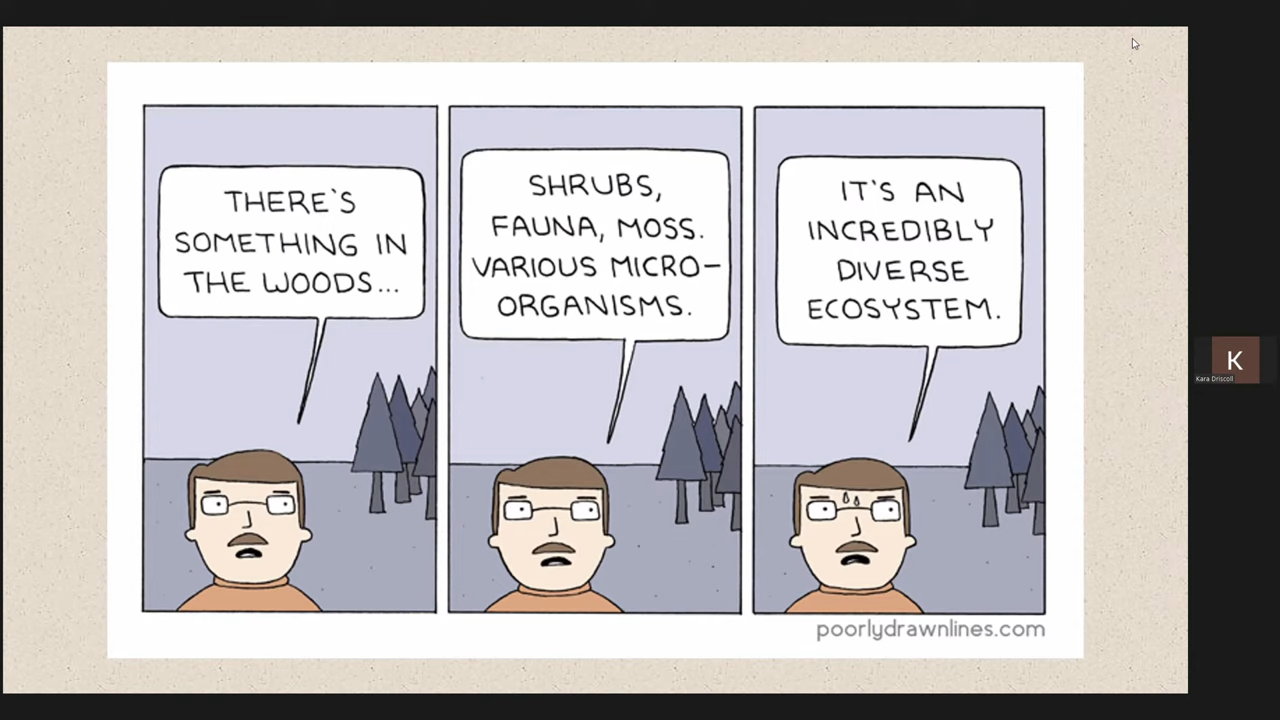 THERE'S
SOMETHING IN
THE WOODS...
SHRUBS,
FAUNA, MOSS.
VARIOUS MICRO-
ORGANISMS.
IT'S AN
INCREDIBLY
DIVERSE
ECOSYSTEM.
poorlydrawnlines.com
K
Kara Driscoll